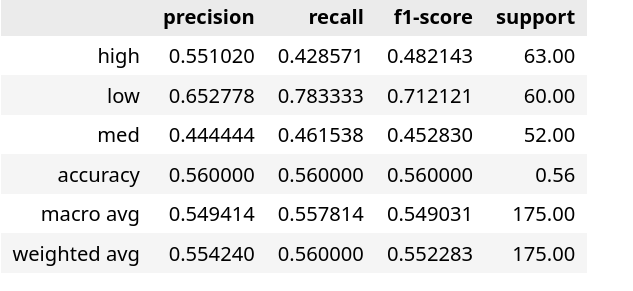 precision recall f1-score support
high 0.551020 0.428571 0.482143 63.00
low 0.652778 0.783333 0.712121 60.00
med 0.444444 0.461538 0.452830 52.00
accuracy 0.560000 0.560000 0.560000 0.56
macro avg 0.549414 0.557814 0.549031 175.00
weighted avg 0.554240 0.560000 0.552283 175.00